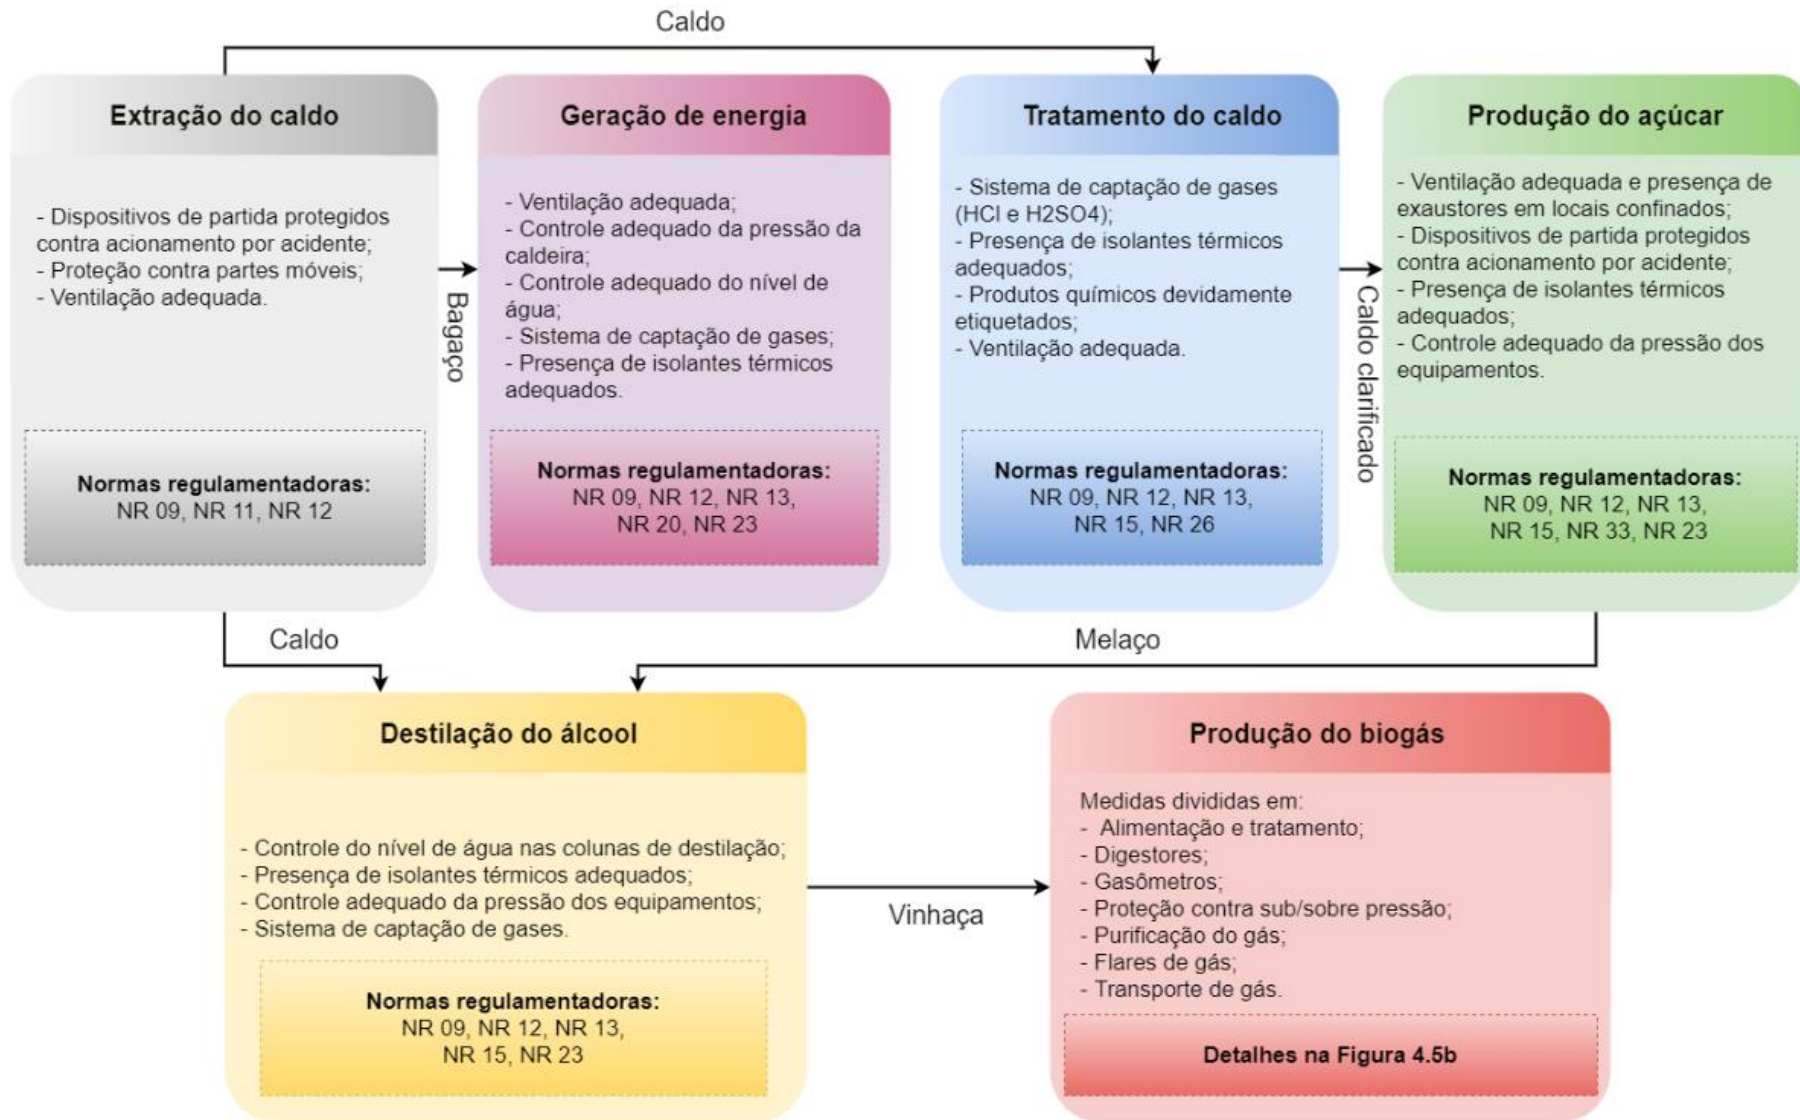 Caldo
Extração do caldo
- Dispositivos de partida protegidos
contra acionamento por acidente;
- Proteção contra partes móveis;
- Ventilação adequada.
Normas regulamentadoras:
NR 09, NR 11, NR 12
Bagaço
Geração de energia
- Ventilação adequada;
- Controle adequado da pressão da
caldeira;
- Controle adequado do nível de
água;
- Sistema de captação de gases;
- Presença de isolantes térmicos
adequados.
Normas regulamentadoras:
NR 09, NR 12, NR 13,
NR 20, NR 23
Tratamento do caldo
- Sistema de captação de gases
(HCl e H2SO4);
- Presença de isolantes térmicos
adequados;
- Produtos químicos devidamente
etiquetados;
- Ventilação adequada.
Normas regulamentadoras:
NR 09, NR 12, NR 13,
NR 15, NR 26
Caldo clarificado
Produção do açúcar
- Ventilação adequada e presença de
exaustores em locais confinados;
- Dispositivos de partida protegidos
contra acionamento por acidente;
- Presença de isolantes térmicos
adequados;
- Controle adequado da pressão dos
equipamentos.
Normas regulamentadoras:
NR 09, NR 12, NR 13,
NR 15, NR 33, NR 23
Caldo
Melaço
Destilação do álcool
- Controle do nível de água nas colunas de destilação;
- Presença de isolantes térmicos adequados;
- Controle adequado da pressão dos equipamentos;
- Sistema de captação de gases.
Normas regulamentadoras:
NR 09, NR 12, NR 13,
NR 15, NR 23
Vinhaça
Produção do biogás
Medidas divididas em:
- Alimentação e tratamento;
- Digestores;
- Gasômetros;
- Proteção contra sub/sobre pressão;
- Purificação do gás;
- Flares de gás;
- Transporte de gás.
Detalhes na Figura 4.5b